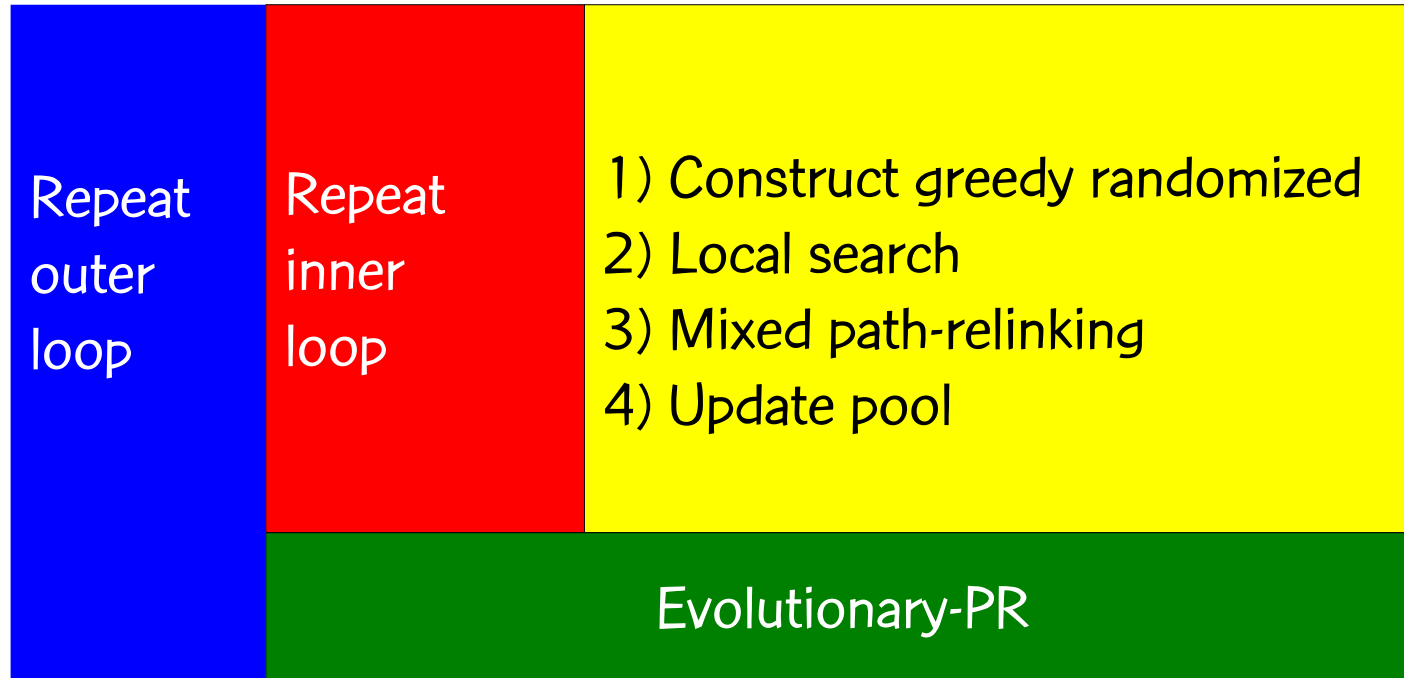 Repeat
outer
loop
Repeat
inner
loop
1) Construct greedy randomized
2) Local search
3) Mixed path-relinking
4) Update pool
Evolutionary-PR